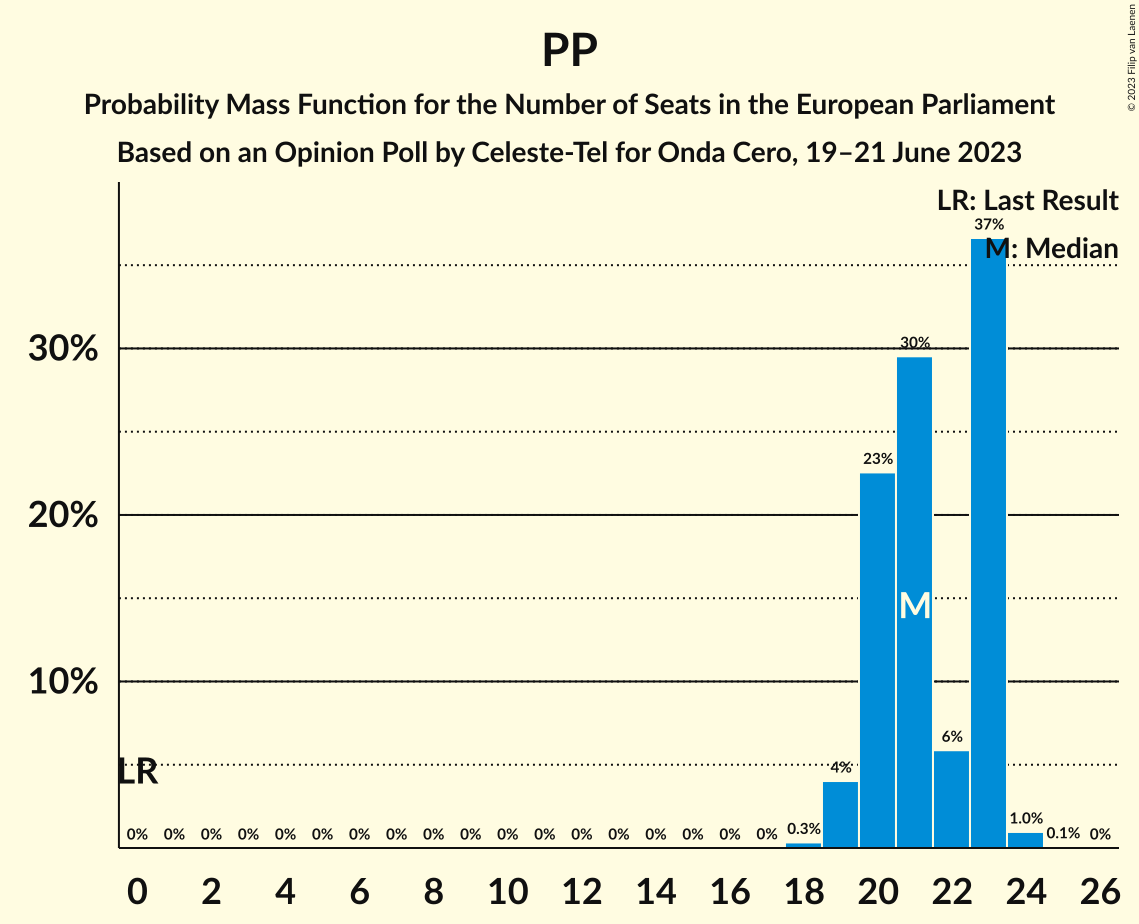 PP
Probability Mass Function for the Number of Seats in the European Parliament
Based on an Opinion Poll by Celeste-Tel for Onda Cero, 19–21 June 2023
© 2023 Filip van Laenen
LR: Last Result
M: Median
37%
30%
30%
23%
20%
M
10%
6%
LR
4%
0% 0% 0% 0% 0% 0% 0% 0% 0% 0% 0% 0% 0% 0% 0% 0% 0% 0% 0.3% 1.0% 0.1% 0%
0 2 4 6 8 10 12 14 16 18 20 22 24 26